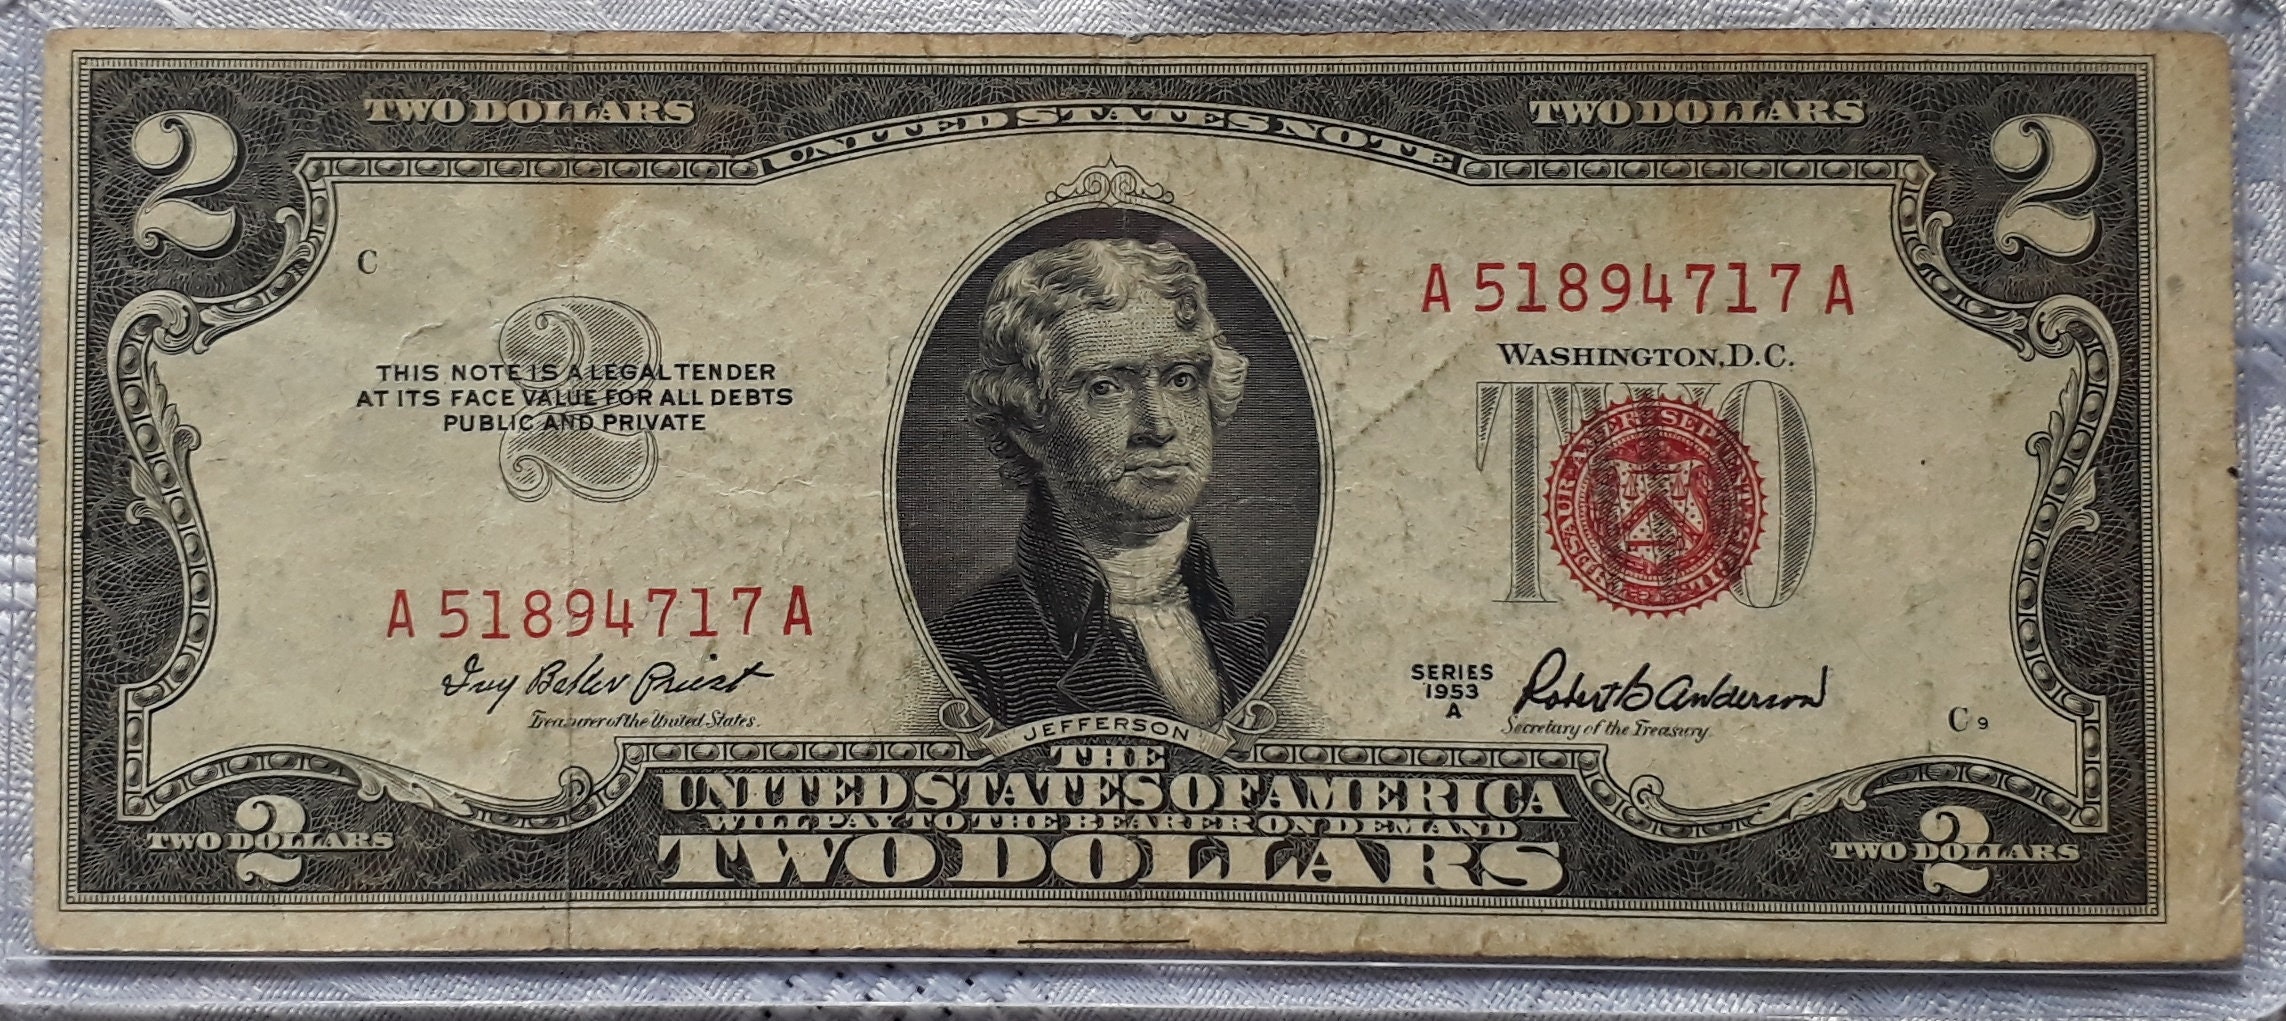 TWO DOLLARS
TWO DOLLARS
2
2
UNITED STATES NOTE
C
A 51894717 A
WASHINGTON, D.C.
2
THIS NOTE IS A LEGAL TENDER
AT ITS FACE VALUE FOR ALL DEBTS
PUBLIC AND PRIVATE
TWO
A 51894717 A
Ivy Baker Priest
Treasurer of the United States.
SERIES
1953
A
Robert B Anderson
Secretary of the Treasury.
C 9
JEFFERSON
THE
UNITED STATES OF AMERICA
WILL PAY TO THE BEARER ON DEMAND
TWO DOLLARS
TWO 2 DOLLARS
TWO 2 DOLLARS